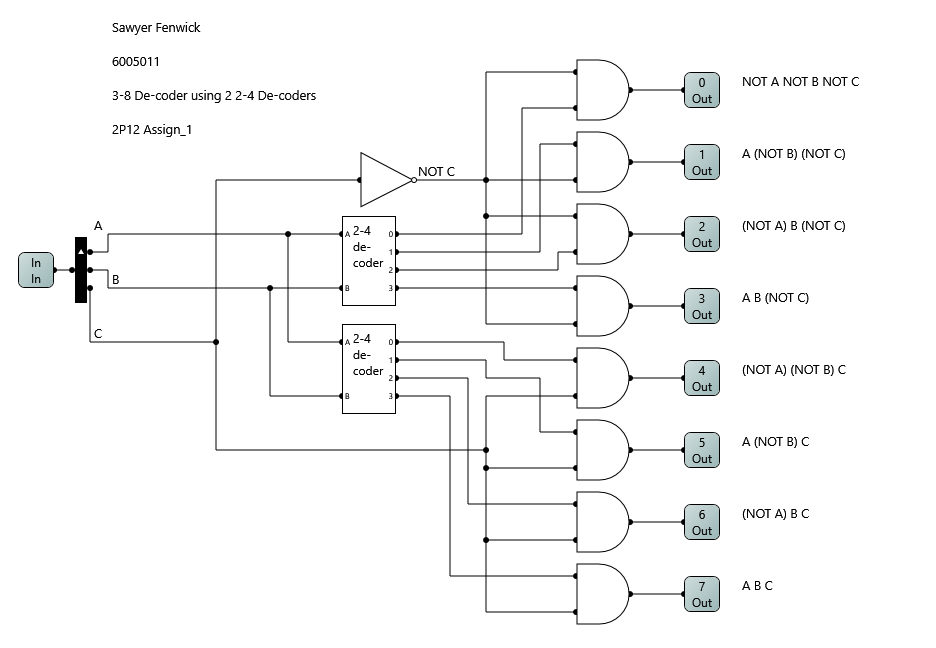 Sawyer Fenwick
6005011
3-8 De-coder using 2 2-4 De-coders
2P12 Assign_1
0
Out
NOT A NOT B NOT C
1
Out
A (NOT B) (NOT C)
NOT C
2
Out
(NOT A) B (NOT C)
A
A
B
2-4
de-
coder
0
1
2
3
In
In
B
3
Out
A B (NOT C)
C
A
B
2-4
de-
coder
0
1
2
3
4
Out
(NOT A) (NOT B) C
5
Out
A (NOT B) C
6
Out
(NOT A) B C
7
Out
A B C